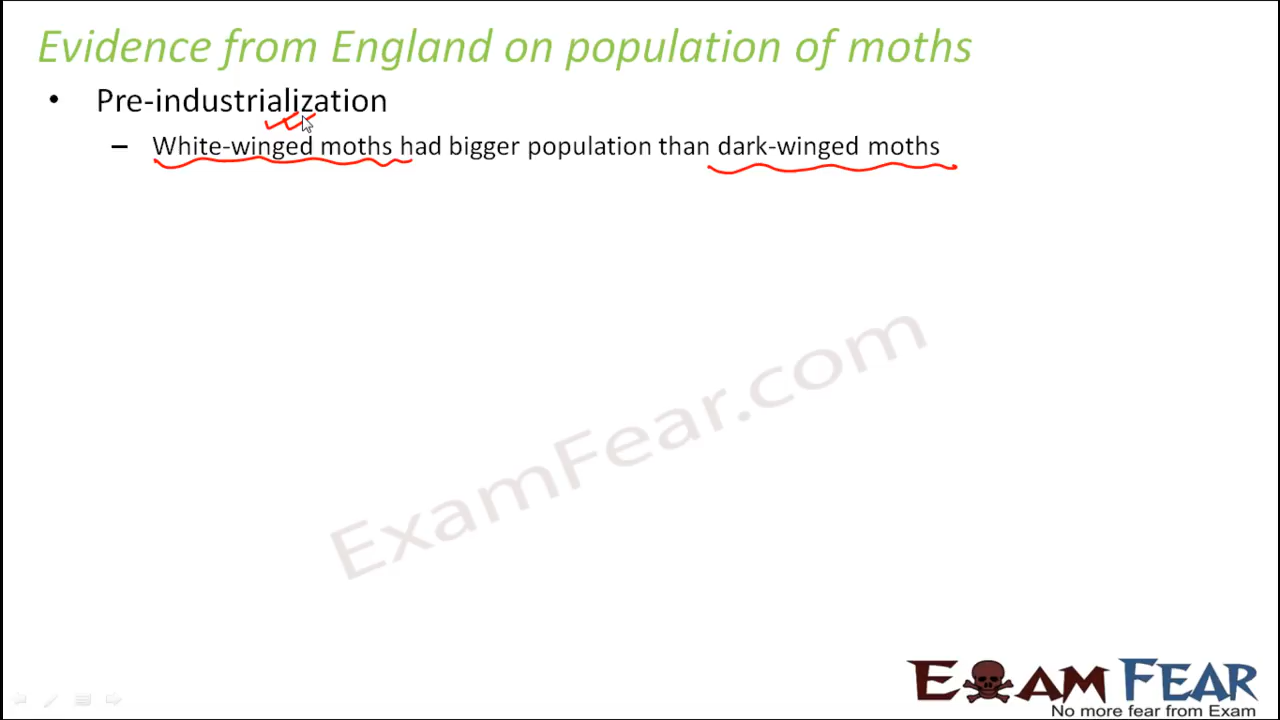 Evidence from England on population of moths
• Pre-industrialization
– White-winged moths had bigger population than dark-winged moths
ExamFear.com
EXAM FEAR
No more fear from Exam